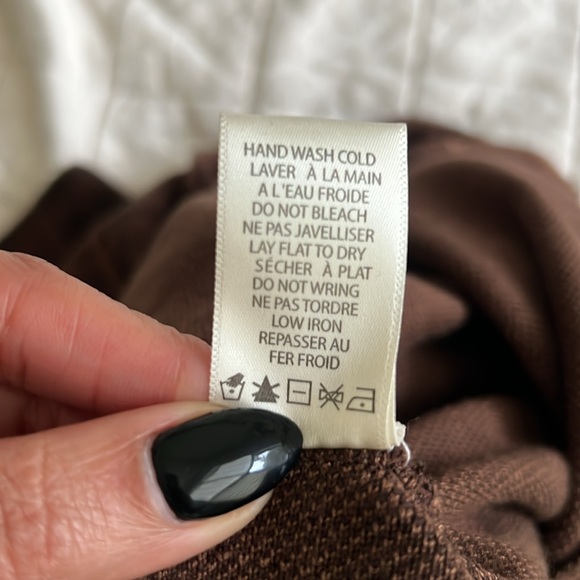 HAND WASH COLD
LAVER À LA MAIN
A L'EAU FROIDE
DO NOT BLEACH
NE PAS JAVELLISER
LAY FLAT TO DRY
SÉCHER À PLAT
DO NOT WRING
NE PAS TORDRE
LOW IRON
REPASSER AU
FER FROID